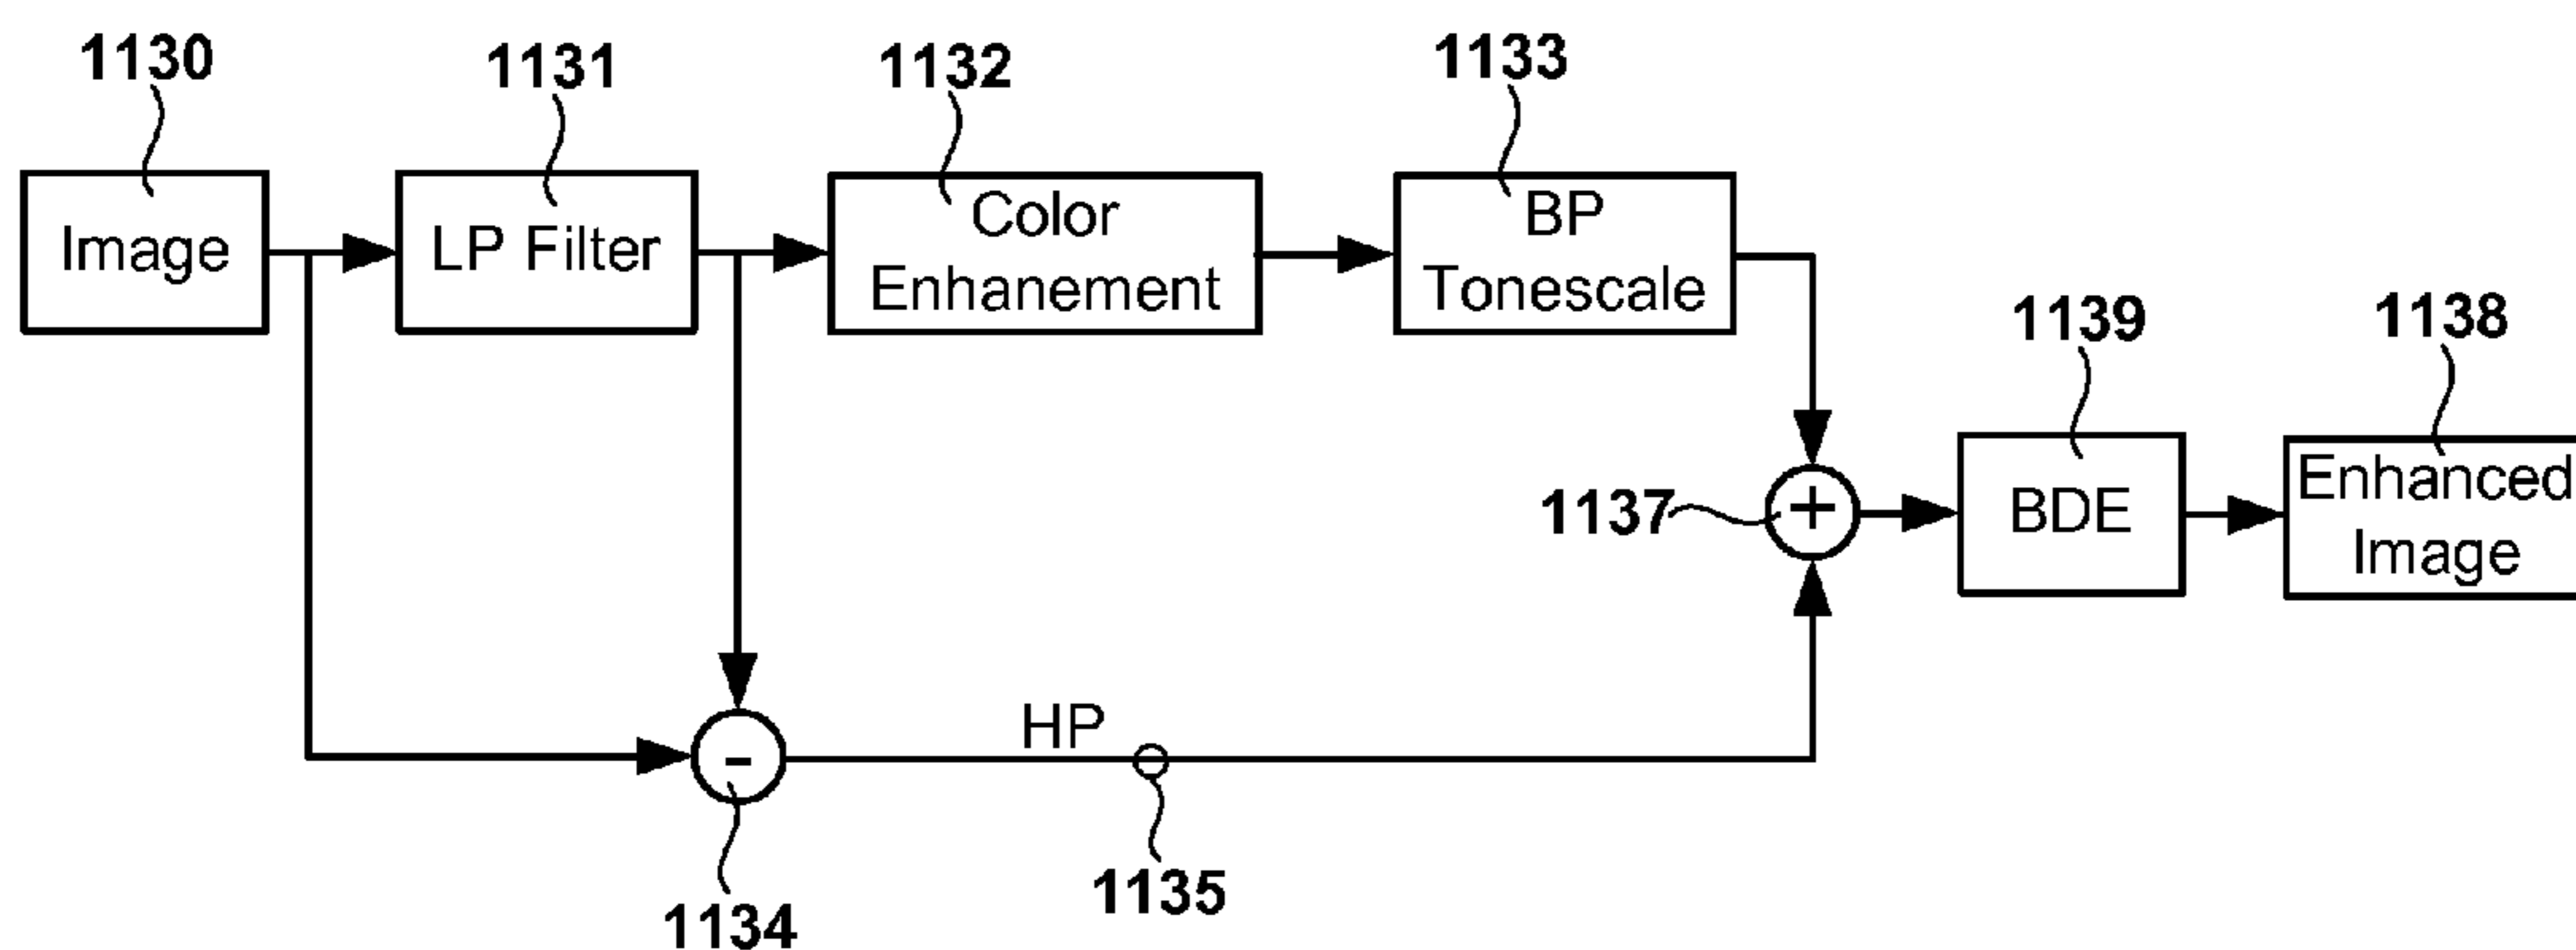 1130
1131
1132
1133
Image
LP Filter
Color
Enhanement
BP
Tonescale
1139
1138
1137
+
BDE
Enhanced
Image
HP
-
1135
1134